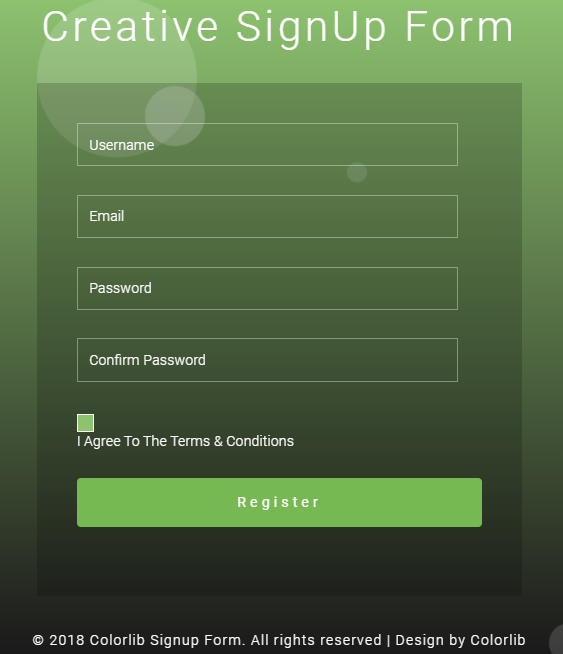 Creative SignUp Form
Username
Email
Password
Confirm Password
I Agree To The Terms & Conditions
Register
© 2018 Colorlib Signup Form. All rights reserved | Design by Colorlib